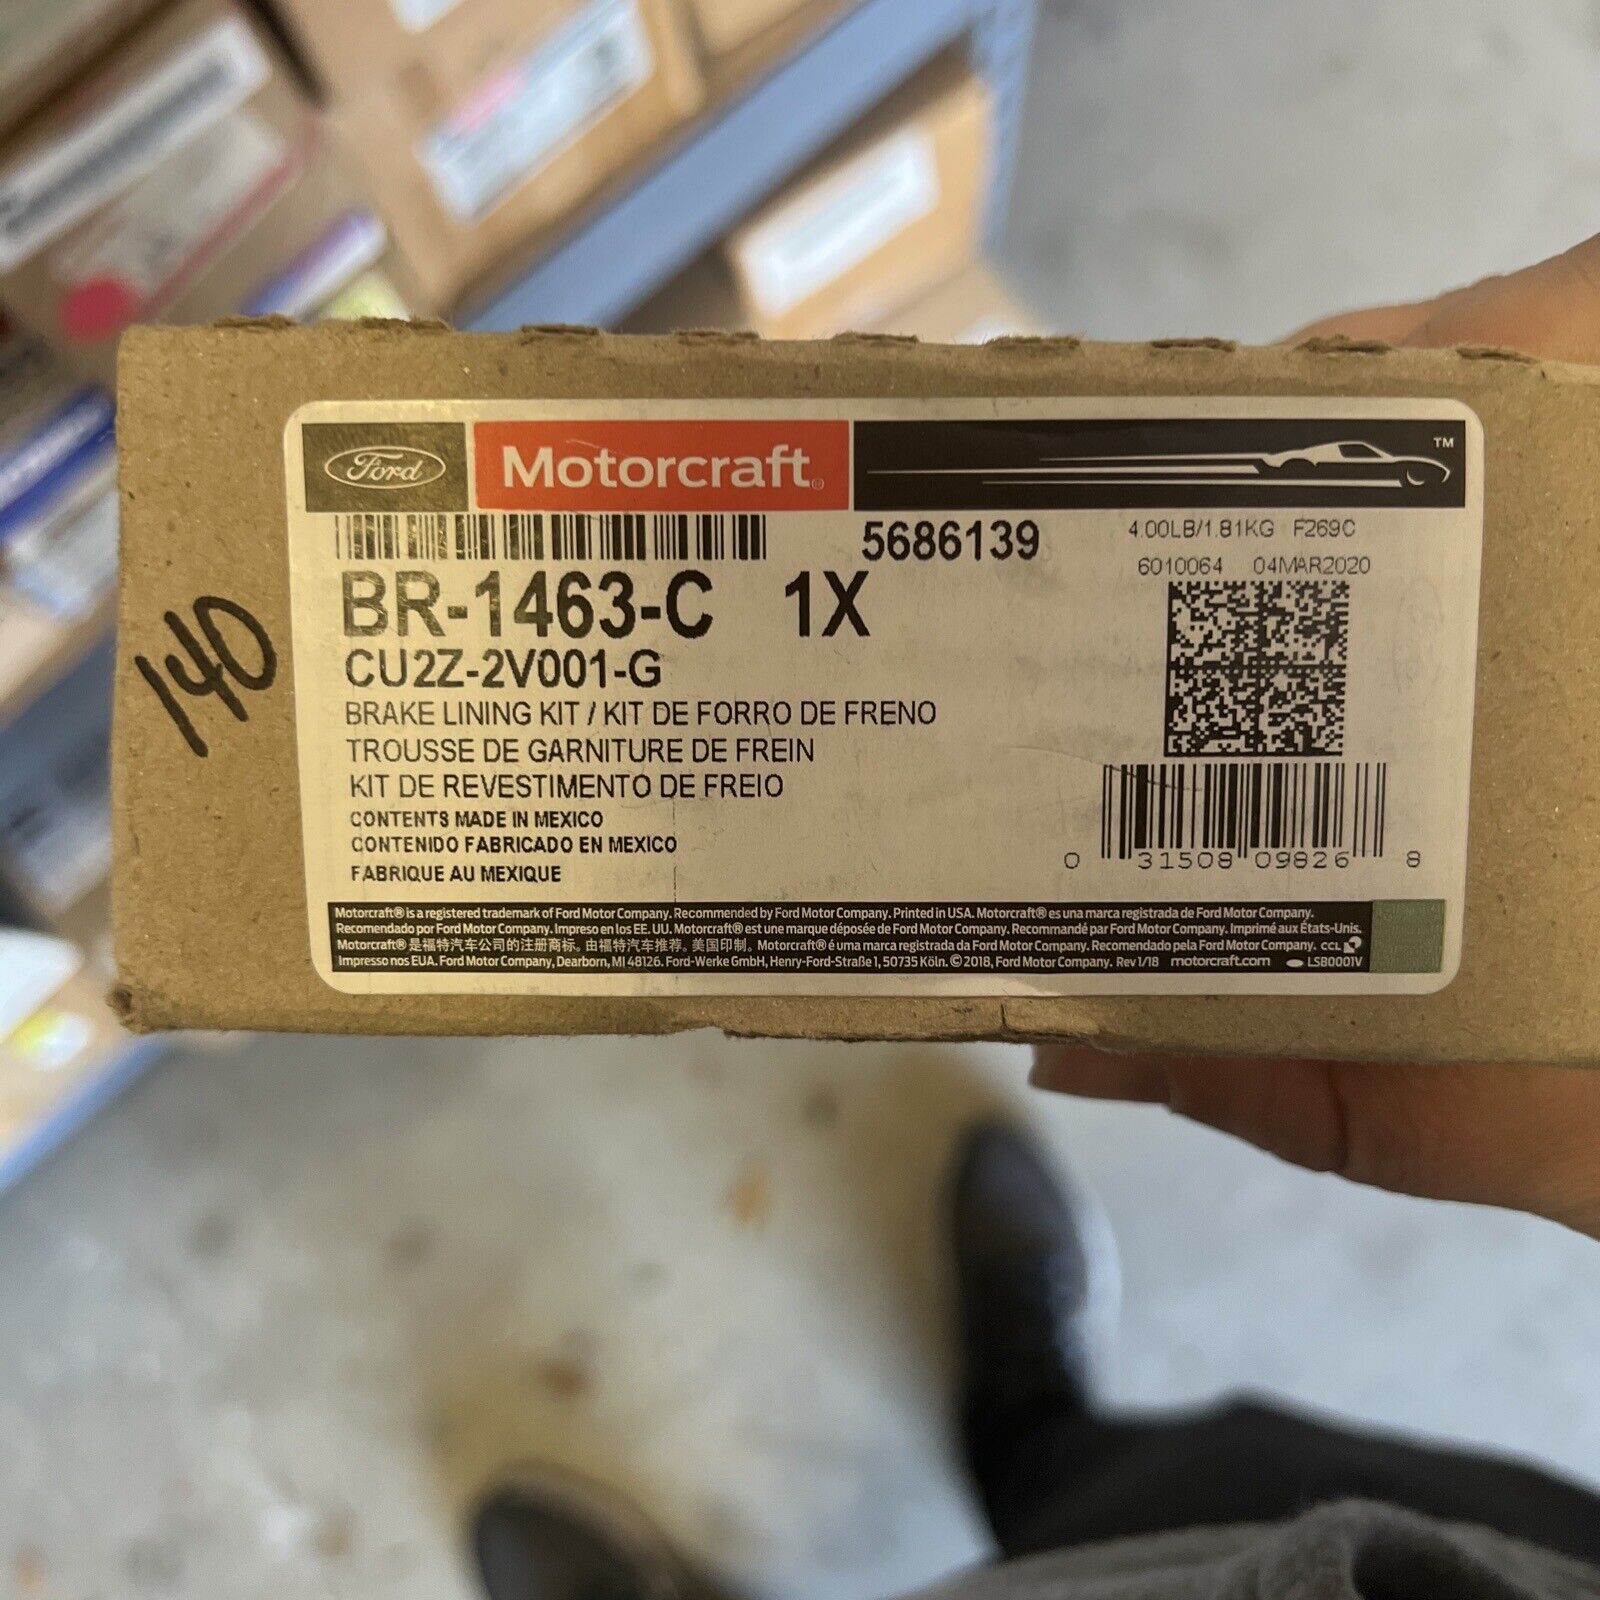 Ford Motorcraft® ™
5686139 4.00LB/1.81KG F269C
6010064 04MAR2020
BR-1463-C 1X
CU2Z-2V001-G
BRAKE LINING KIT / KIT DE FORRO DE FRENO
TROUSSE DE GARNITURE DE FREIN
KIT DE REVESTIMENTO DE FREIO
CONTENTS MADE IN MEXICO
CONTENIDO FABRICADO EN MEXICO
FABRIQUE AU MEXIQUE
0 31508 09826 8
140
Motorcraft® is a registered trademark of Ford Motor Company. Recommended by Ford Motor Company. Printed in USA. Motorcraft® es una marca registrada de Ford Motor Company.
Recomendado por Ford Motor Company. Impreso en los EE. UU. Motorcraft® est une marque déposée de Ford Motor Company. Recommandé par Ford Motor Company. Imprimé aux États-Unis.
Motorcraft® 是福特汽车公司的注册商标。由福特汽车推荐。美国印制。Motorcraft® é uma marca registrada da Ford Motor Company. Recomendado pela Ford Motor Company. CCL
Impresso nos EUA. Ford Motor Company, Dearborn, MI 48126. Ford-Werke GmbH, Henry-Ford-Straße 1, 50735 Köln. © 2018, Ford Motor Company. Rev 1/18 motorcraft.com LSB0001V